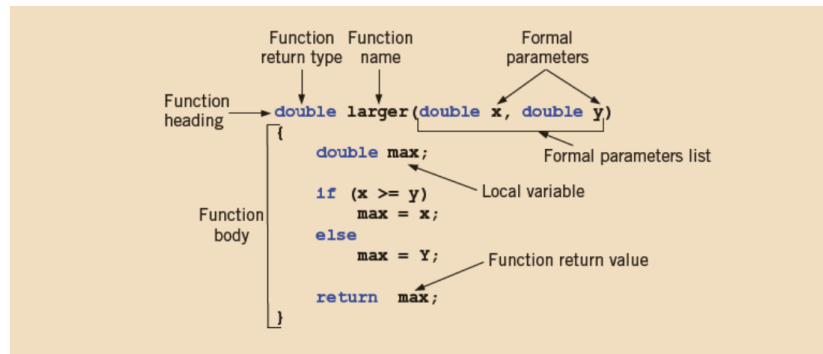 Function return type
Function name
Formal parameters
Function heading
double larger(double x, double y)
{
Formal parameters list
double max;
Local variable
if (x >= y)
max = x;
Function body
else
max = Y;
Function return value
return max;
}